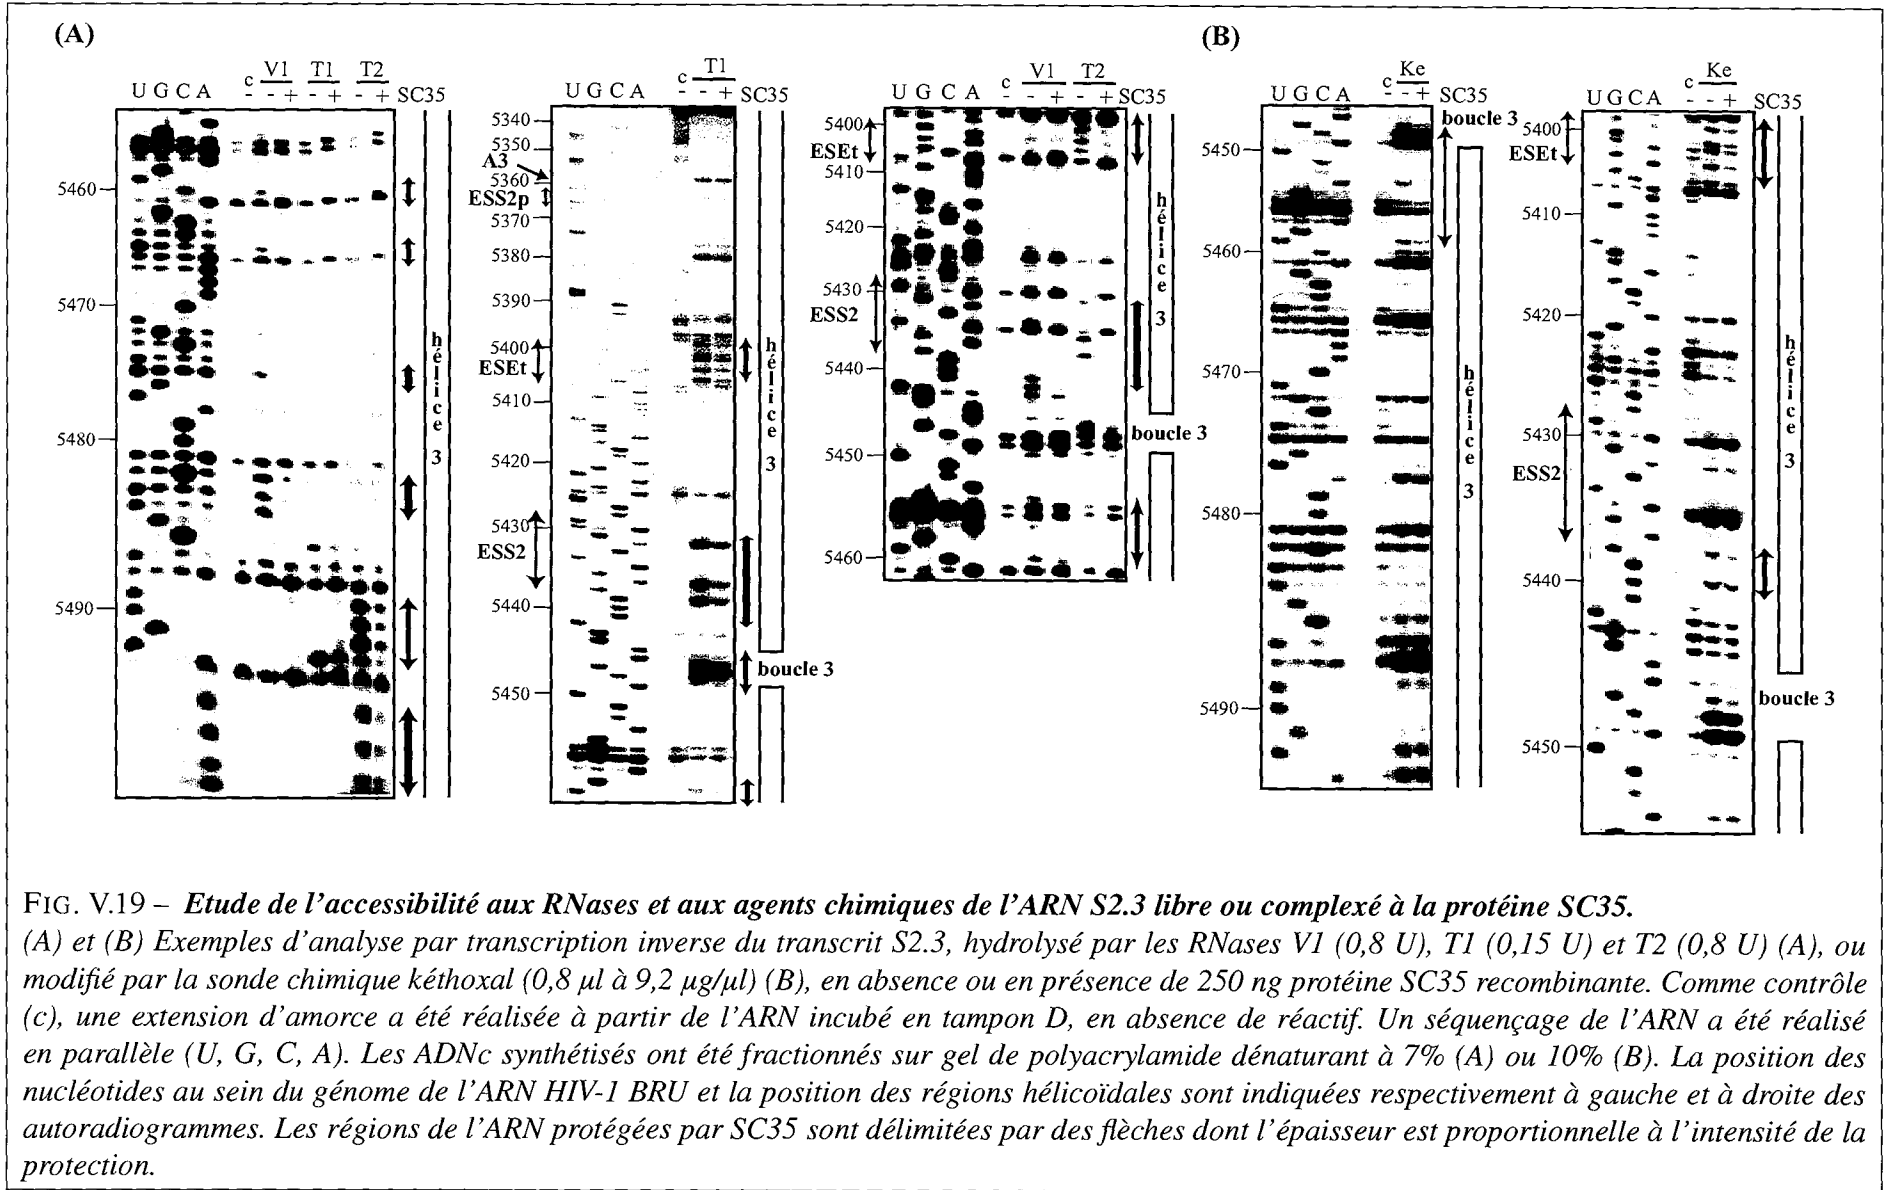 (A)
(B)
U G C A c V1 T1 T2
- - + - + - + SC35
5460
5470
5480
5490
hélice 3
U G C A c T1
- - + SC35
5340
5350
A3
5360
ESS2p
5370
5380
5390
5400
ESEt
5410
5420
5430
ESS2
5440
5450
hélice 3
boucle 3
U G C A c V1 T2
- - + - + SC35
5400
ESEt
5410
5420
5430
ESS2
5440
5450
5460
hélice 3
boucle 3
U G C A c Ke
- - + SC35
boucle 3
5450
5460
5470
5480
5490
hélice 3
U G C A c Ke
- - + SC35
5400
ESEt
5410
5420
5430
ESS2
5440
5450
hélice 3
boucle 3
FIG. V.19 – Etude de l'accessibilité aux RNases et aux agents chimiques de l'ARN S2.3 libre ou complexé à la protéine SC35.
(A) et (B) Exemples d'analyse par transcription inverse du transcrit S2.3, hydrolysé par les RNases V1 (0,8 U), T1 (0,15 U) et T2 (0,8 U) (A), ou
modifié par la sonde chimique kéthoxal (0,8 µl à 9,2 µg/µl) (B), en absence ou en présence de 250 ng protéine SC35 recombinante. Comme contrôle
(c), une extension d'amorce a été réalisée à partir de l'ARN incubé en tampon D, en absence de réactif. Un séquençage de l'ARN a été réalisé
en parallèle (U, G, C, A). Les ADNc synthétisés ont été fractionnés sur gel de polyacrylamide dénaturant à 7% (A) ou 10% (B). La position des
nucléotides au sein du génome de l'ARN HIV-1 BRU et la position des régions hélicoïdales sont indiquées respectivement à gauche et à droite des
autoradiogrammes. Les régions de l'ARN protégées par SC35 sont délimitées par des flèches dont l'épaisseur est proportionnelle à l'intensité de la
protection.